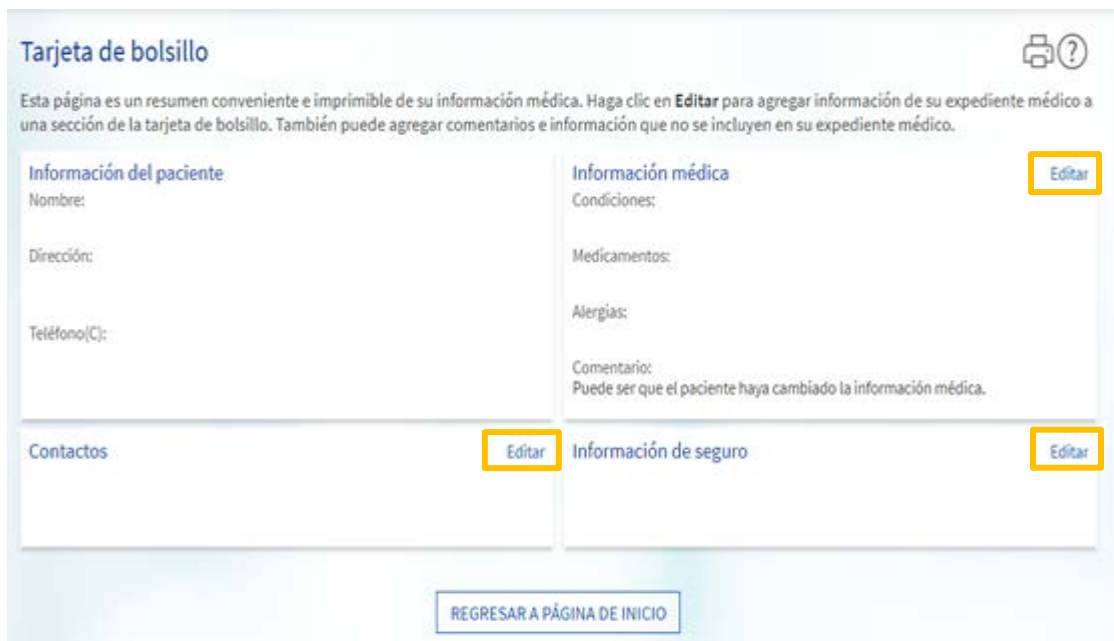 Tarjeta de bolsillo
Esta página es un resumen conveniente e imprimible de su información médica. Haga clic en Editar para agregar información de su expediente médico a
una sección de la tarjeta de bolsillo. También puede agregar comentarios e información que no se incluyen en su expediente médico.
Información del paciente
Nombre:
Dirección:
Teléfono(C):
Información médica
Editar
Condiciones:
Medicamentos:
Alergias:
Comentario:
Puede ser que el paciente haya cambiado la información médica.
Contactos
Editar
Información de seguro
Editar
REGRESAR A PÁGINA DE INICIO